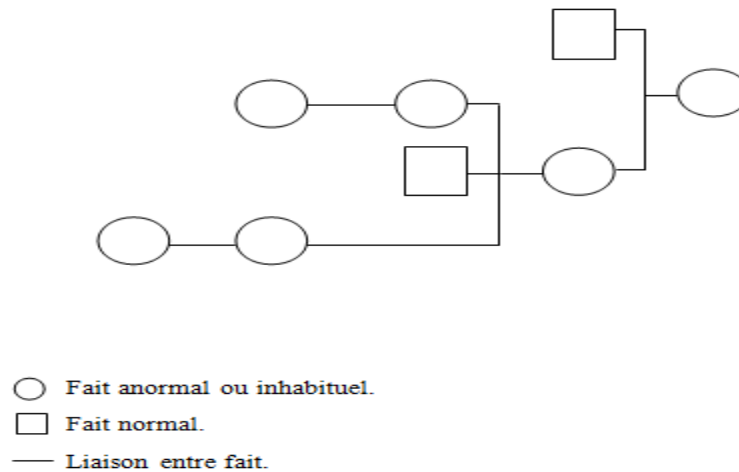 Fait anormal ou inhabituel.
Fait normal.
Liaison entre fait.